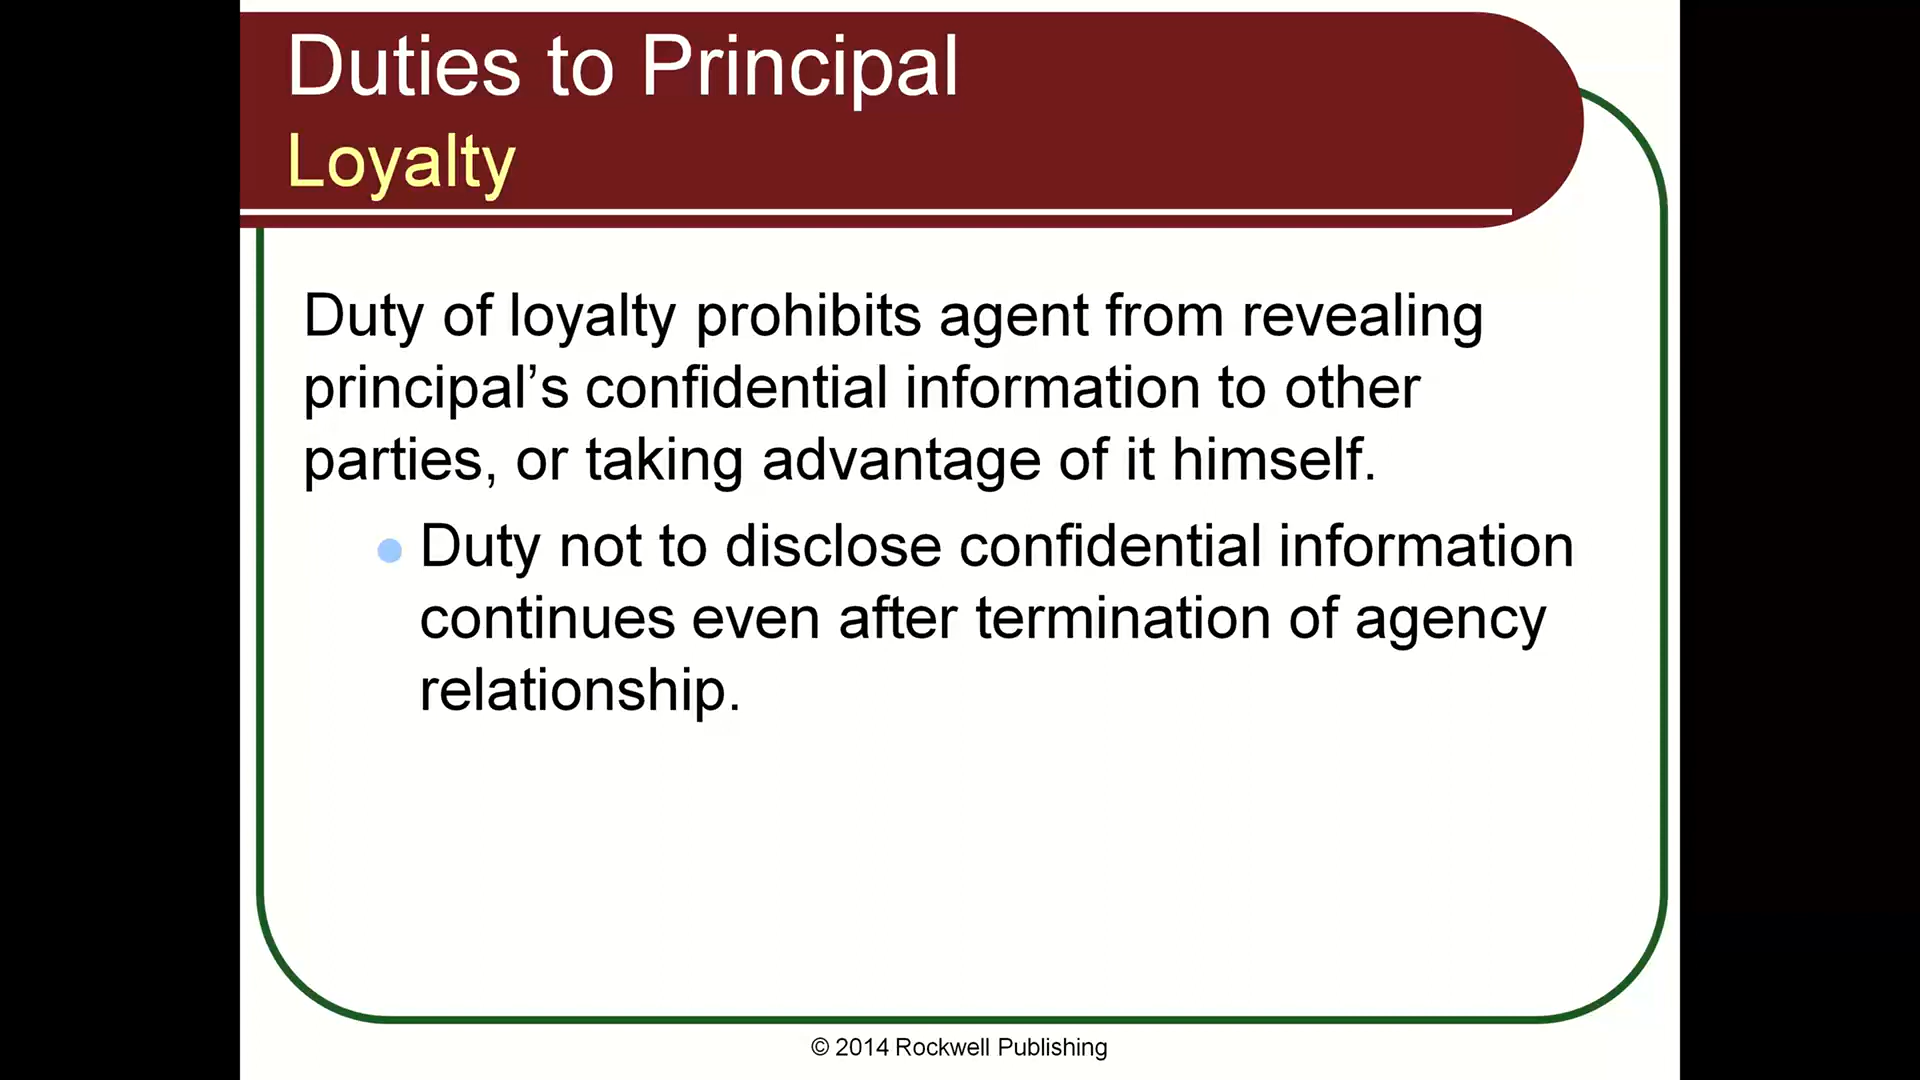 Duties to Principal
Loyalty
Duty of loyalty prohibits agent from revealing
principal’s confidential information to other
parties, or taking advantage of it himself.
Duty not to disclose confidential information
continues even after termination of agency
relationship.
© 2014 Rockwell Publishing